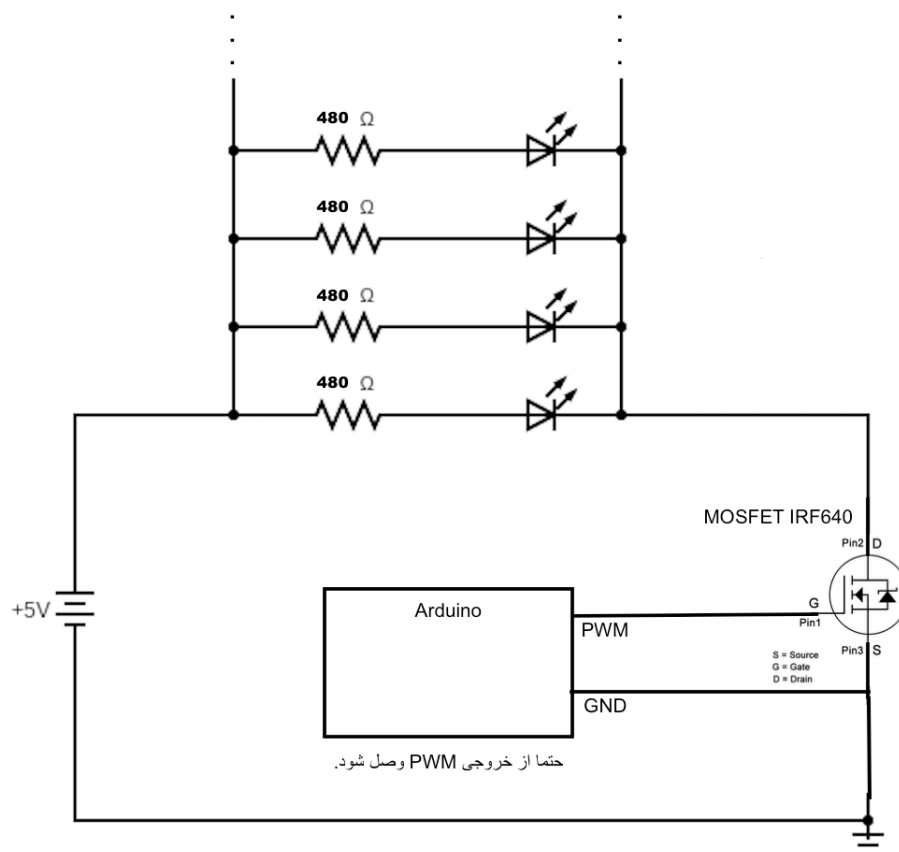 480 Ω
480 Ω
480 Ω
480 Ω
MOSFET IRF640
Pin2 D
+5V
Arduino
PWM
G
Pin1
Pin3 S
S = Source
G = Gate
D = Drain
GND
حتما از خروجی PWM وصل شود.